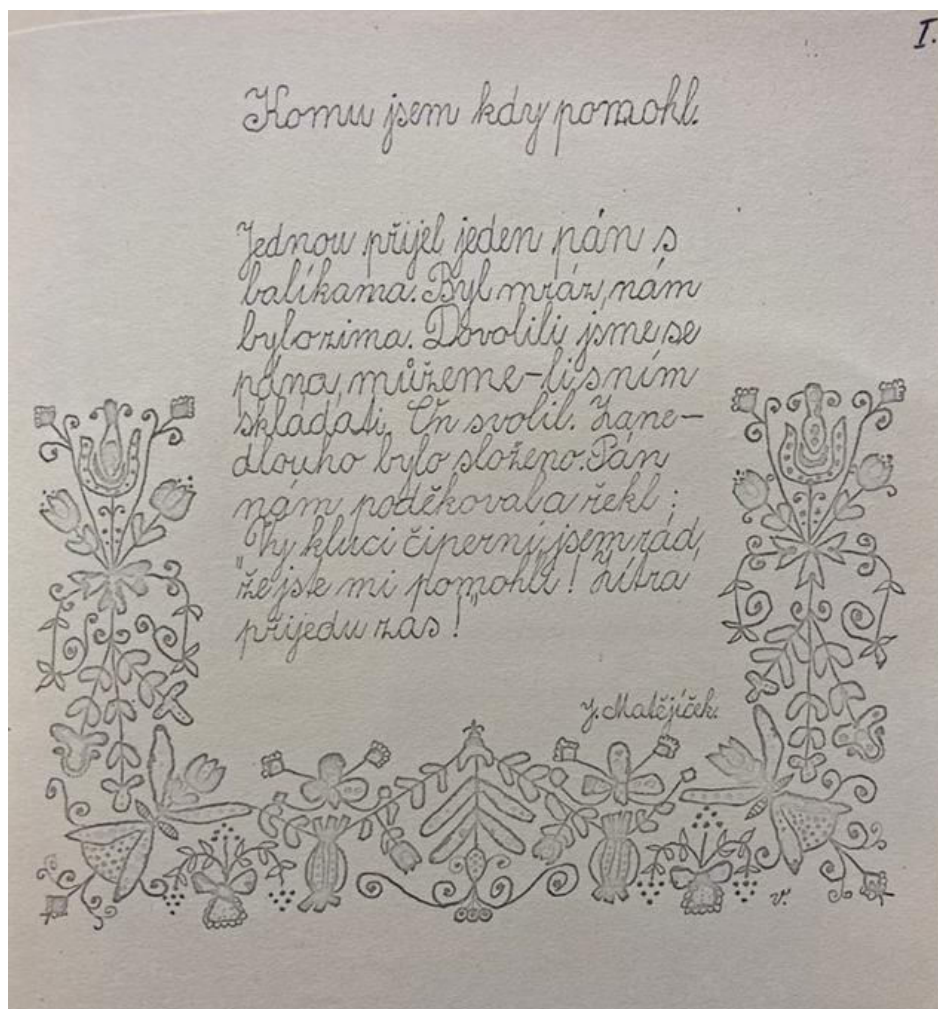 I.
Komu jsem kdy pomohl.
Jednou přijel jeden pán s
balíkama. Byl mráz, nám
bylo zima. Dovolili jsme se
pána, můžeme-li s ním
skládati. On svolil. Zane-
dlouho bylo složeno. Pán
nám poděkoval a řekl:
"Vy kluci čiperní, jsem rád,
že jste mi pomohli! Zítra
přijedu zas!"
J. Matějíček.
V.